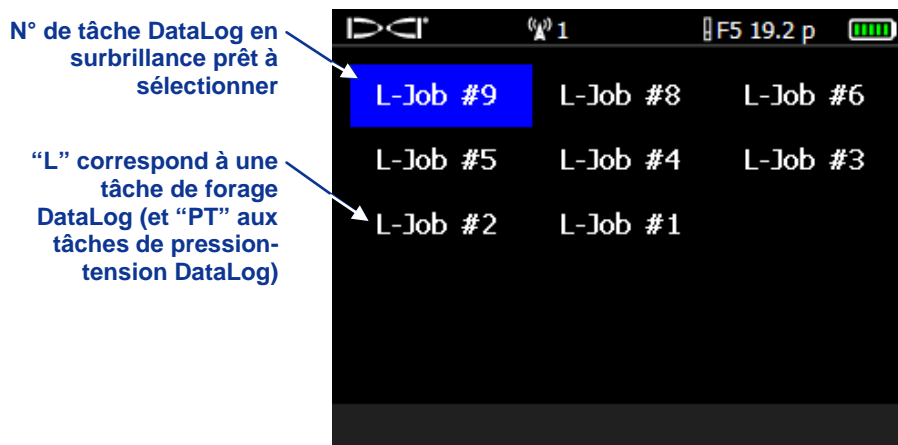 N° de tâche DataLog en
surbrillance prêt à
sélectionner
“L” correspond à une
tâche de forage
DataLog (et “PT” aux
tâches de pression-
tension DataLog)
DCI 1 F5 19.2 p
L-Job #9 L-Job #8 L-Job #6
L-Job #5 L-Job #4 L-Job #3
L-Job #2 L-Job #1